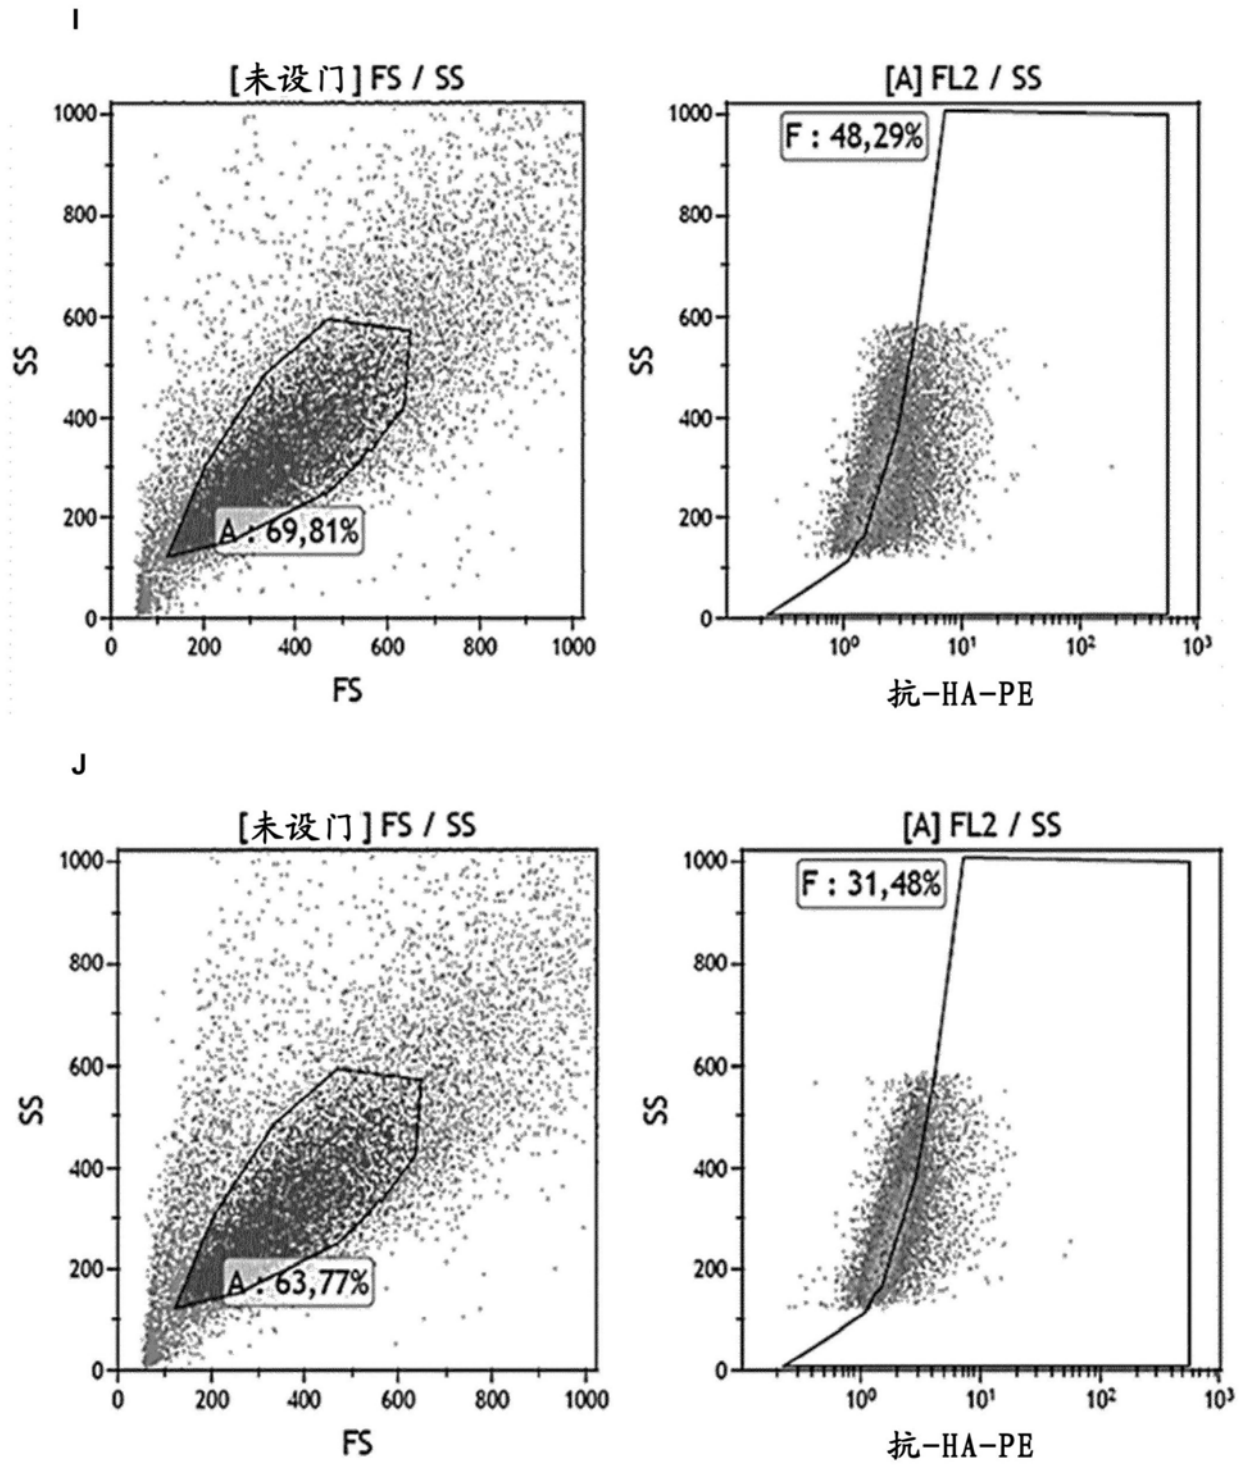 I
[未设门] FS / SS
[A] FL2 / SS
1000
800
600
400
200
0
SS
A : 69,81%
0 200 400 600 800 1000
FS
1000
800
600
400
200
0
SS
F : 48,29%
10⁰ 10¹ 10² 10³
抗-HA-PE
J
[未设门] FS / SS
[A] FL2 / SS
1000
800
600
400
200
0
SS
A : 63,77%
0 200 400 600 800 1000
FS
1000
800
600
400
200
0
SS
F : 31,48%
10⁰ 10¹ 10² 10³
抗-HA-PE